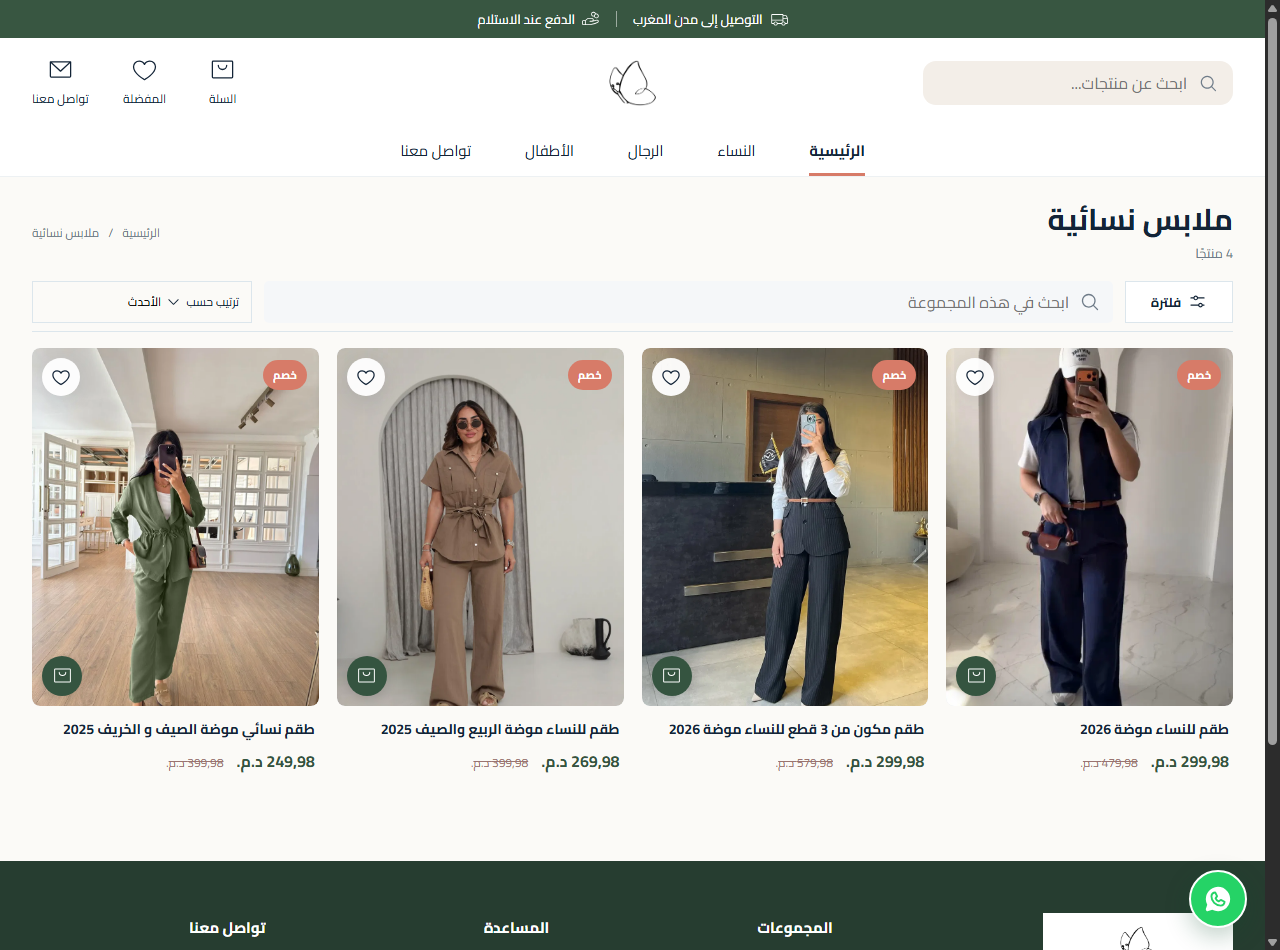 التوصيل إلى مدن المغرب
الدفع عند الاستلام
ابحث عن منتجات...
السلة
المفضلة
تواصل معنا
الرئيسية
النساء
الرجال
الأطفال
تواصل معنا
ملابس نسائية
4 منتجًا
الرئيسية / ملابس نسائية
فلترة
ابحث في هذه المجموعة
ترتيب حسب
الأحدث
خصم
خصم
خصم
خصم
طقم للنساء موضة 2026
299,98 د.م. 479,98 د.م.
طقم مكون من 3 قطع للنساء موضة 2026
299,98 د.م. 579,98 د.م.
طقم للنساء موضة الربيع والصيف 2025
269,98 د.م. 399,98 د.م.
طقم نسائي موضة الصيف و الخريف 2025
249,98 د.م. 399,98 د.م.
المجموعات
المساعدة
تواصل معنا